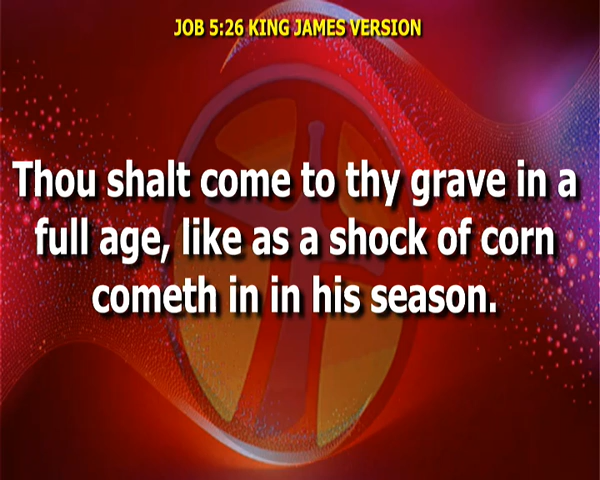 JOB 5:26 KING JAMES VERSION
Thou shalt come to thy grave in a
full age, like as a shock of corn
cometh in in his season.